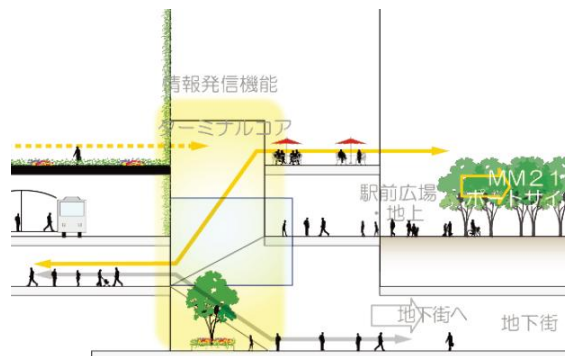 情報発信機能
ターミナルコア
駅前広場
・地上
MM21
ポートサイ
地下街へ
地下街